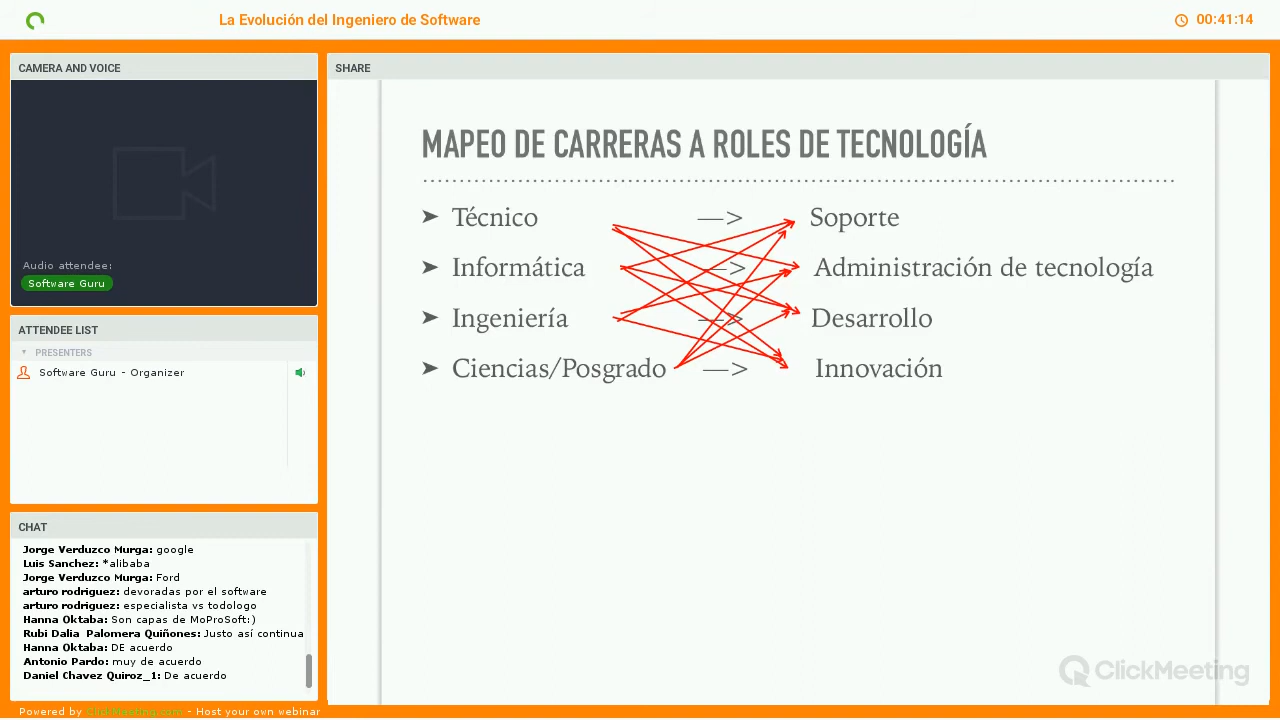 La Evolución del Ingeniero de Software
00:41:14
CAMERA AND VOICE
Audio attendee:
Software Guru
ATTENDEE LIST
PRESENTERS
Software Guru - Organizer
CHAT
Jorge Verduzco Murga: google
Luis Sanchez: *alibaba
Jorge Verduzco Murga: Ford
arturo rodriguez: devoradas por el software
arturo rodriguez: especialista vs todologo
Hanna Oktaba: Son capas de MoProSoft:)
Rubi Dalia Palomera Quiñones: Justo así continua
Hanna Oktaba: DE acuerdo
Antonio Pardo: muy de acuerdo
Daniel Chavez Quiroz_1: De acuerdo
Powered by ClickMeeting.com - Host your own webinar
SHARE
MAPEO DE CARRERAS A ROLES DE TECNOLOGÍA
➤ Técnico —> Soporte
➤ Informática —> Administración de tecnología
➤ Ingeniería —> Desarrollo
➤ Ciencias/Posgrado —> Innovación
ClickMeeting